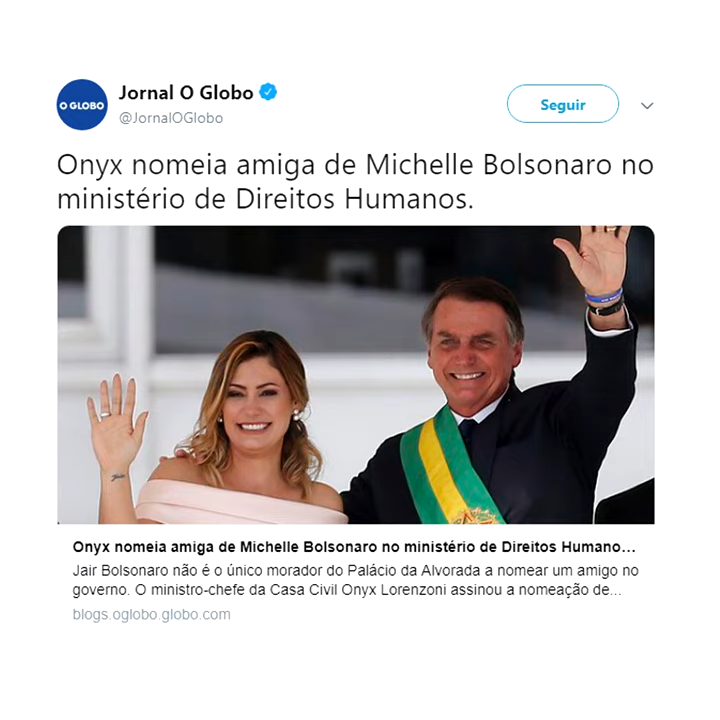 O GLOBO
Jornal O Globo
@JornalOGlobo
Seguir
Onyx nomeia amiga de Michelle Bolsonaro no
ministério de Direitos Humanos.
Onyx nomeia amiga de Michelle Bolsonaro no ministério de Direitos Humano...
Jair Bolsonaro não é o único morador do Palácio da Alvorada a nomear um amigo no
governo. O ministro-chefe da Casa Civil Onyx Lorenzoni assinou a nomeação de...
blogs.oglobo.globo.com